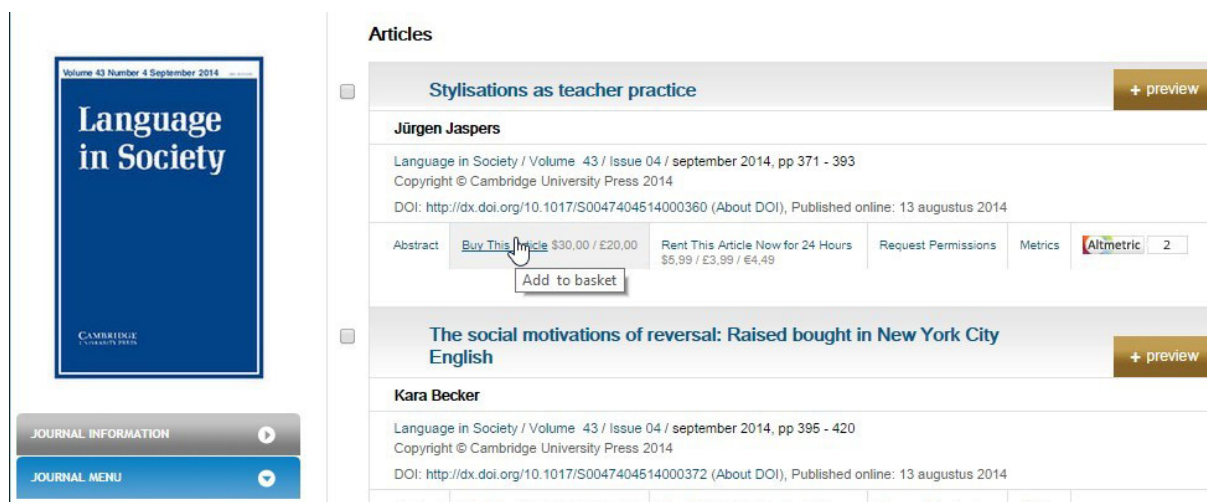 Articles
Volume 43 Number 4 September 2014
Language
in Society
CAMBRIDGE
UNIVERSITY PRESS
JOURNAL INFORMATION
JOURNAL MENU
Stylisations as teacher practice
+ preview
Jürgen Jaspers
Language in Society / Volume 43 / Issue 04 / september 2014, pp 371 - 393
Copyright © Cambridge University Press 2014
DOI: http://dx.doi.org/10.1017/S0047404514000360 (About DOI), Published online: 13 augustus 2014
Abstract Buy This Article $30,00 / £20,00 Rent This Article Now for 24 Hours Request Permissions Metrics Altmetric 2
$5,99 / £3,99 / €4,49
Add to basket
The social motivations of reversal: Raised bought in New York City
English
+ preview
Kara Becker
Language in Society / Volume 43 / Issue 04 / september 2014, pp 395 - 420
Copyright © Cambridge University Press 2014
DOI: http://dx.doi.org/10.1017/S0047404514000372 (About DOI), Published online: 13 augustus 2014